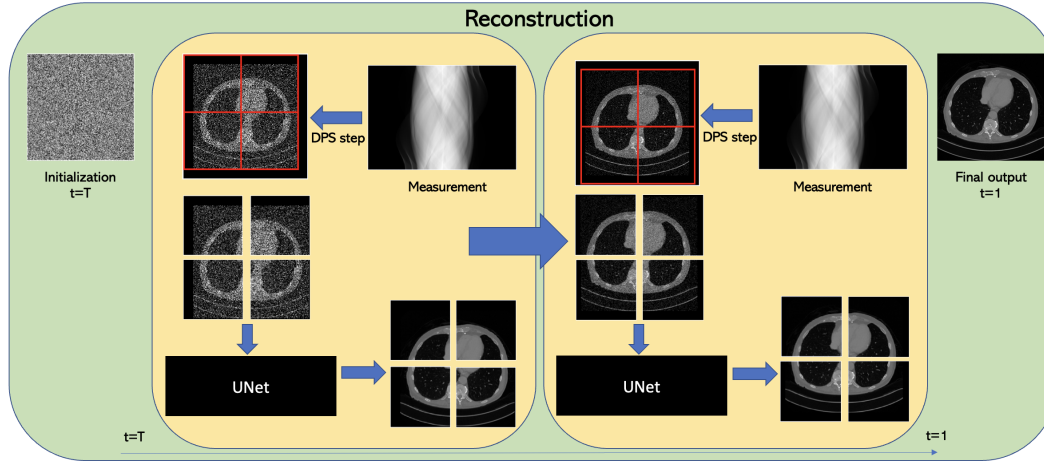 Reconstruction
Initialization
t=T
DPS step
Measurement
UNet
DPS step
Measurement
UNet
Final output
t=1
t=T
t=1